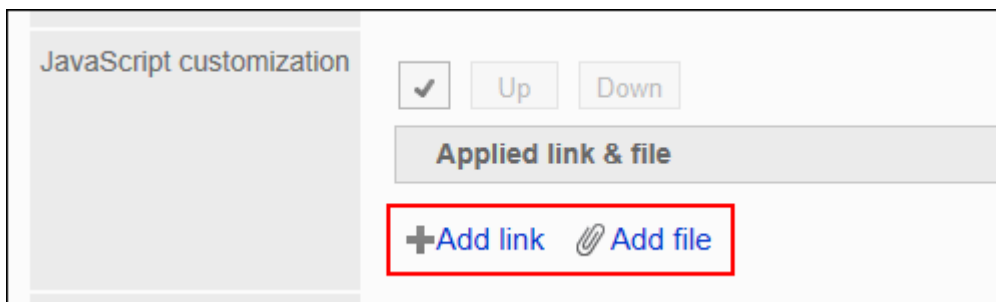 JavaScript customization
Up Down
Applied link & file
Add link Add file